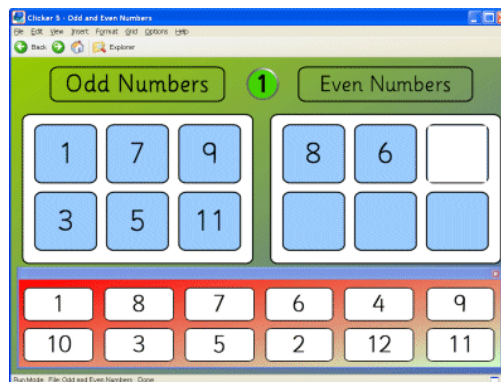 Clicker 5 - Odd and Even Numbers
File Edit View Insert Format Grid Options Help
Back Explorer
Odd Numbers 1 Even Numbers
1 7 9 8 6
3 5 11
1 8 7 6 4 9
10 3 5 2 12 11
Run Mode File: Odd and Even Numbers Done